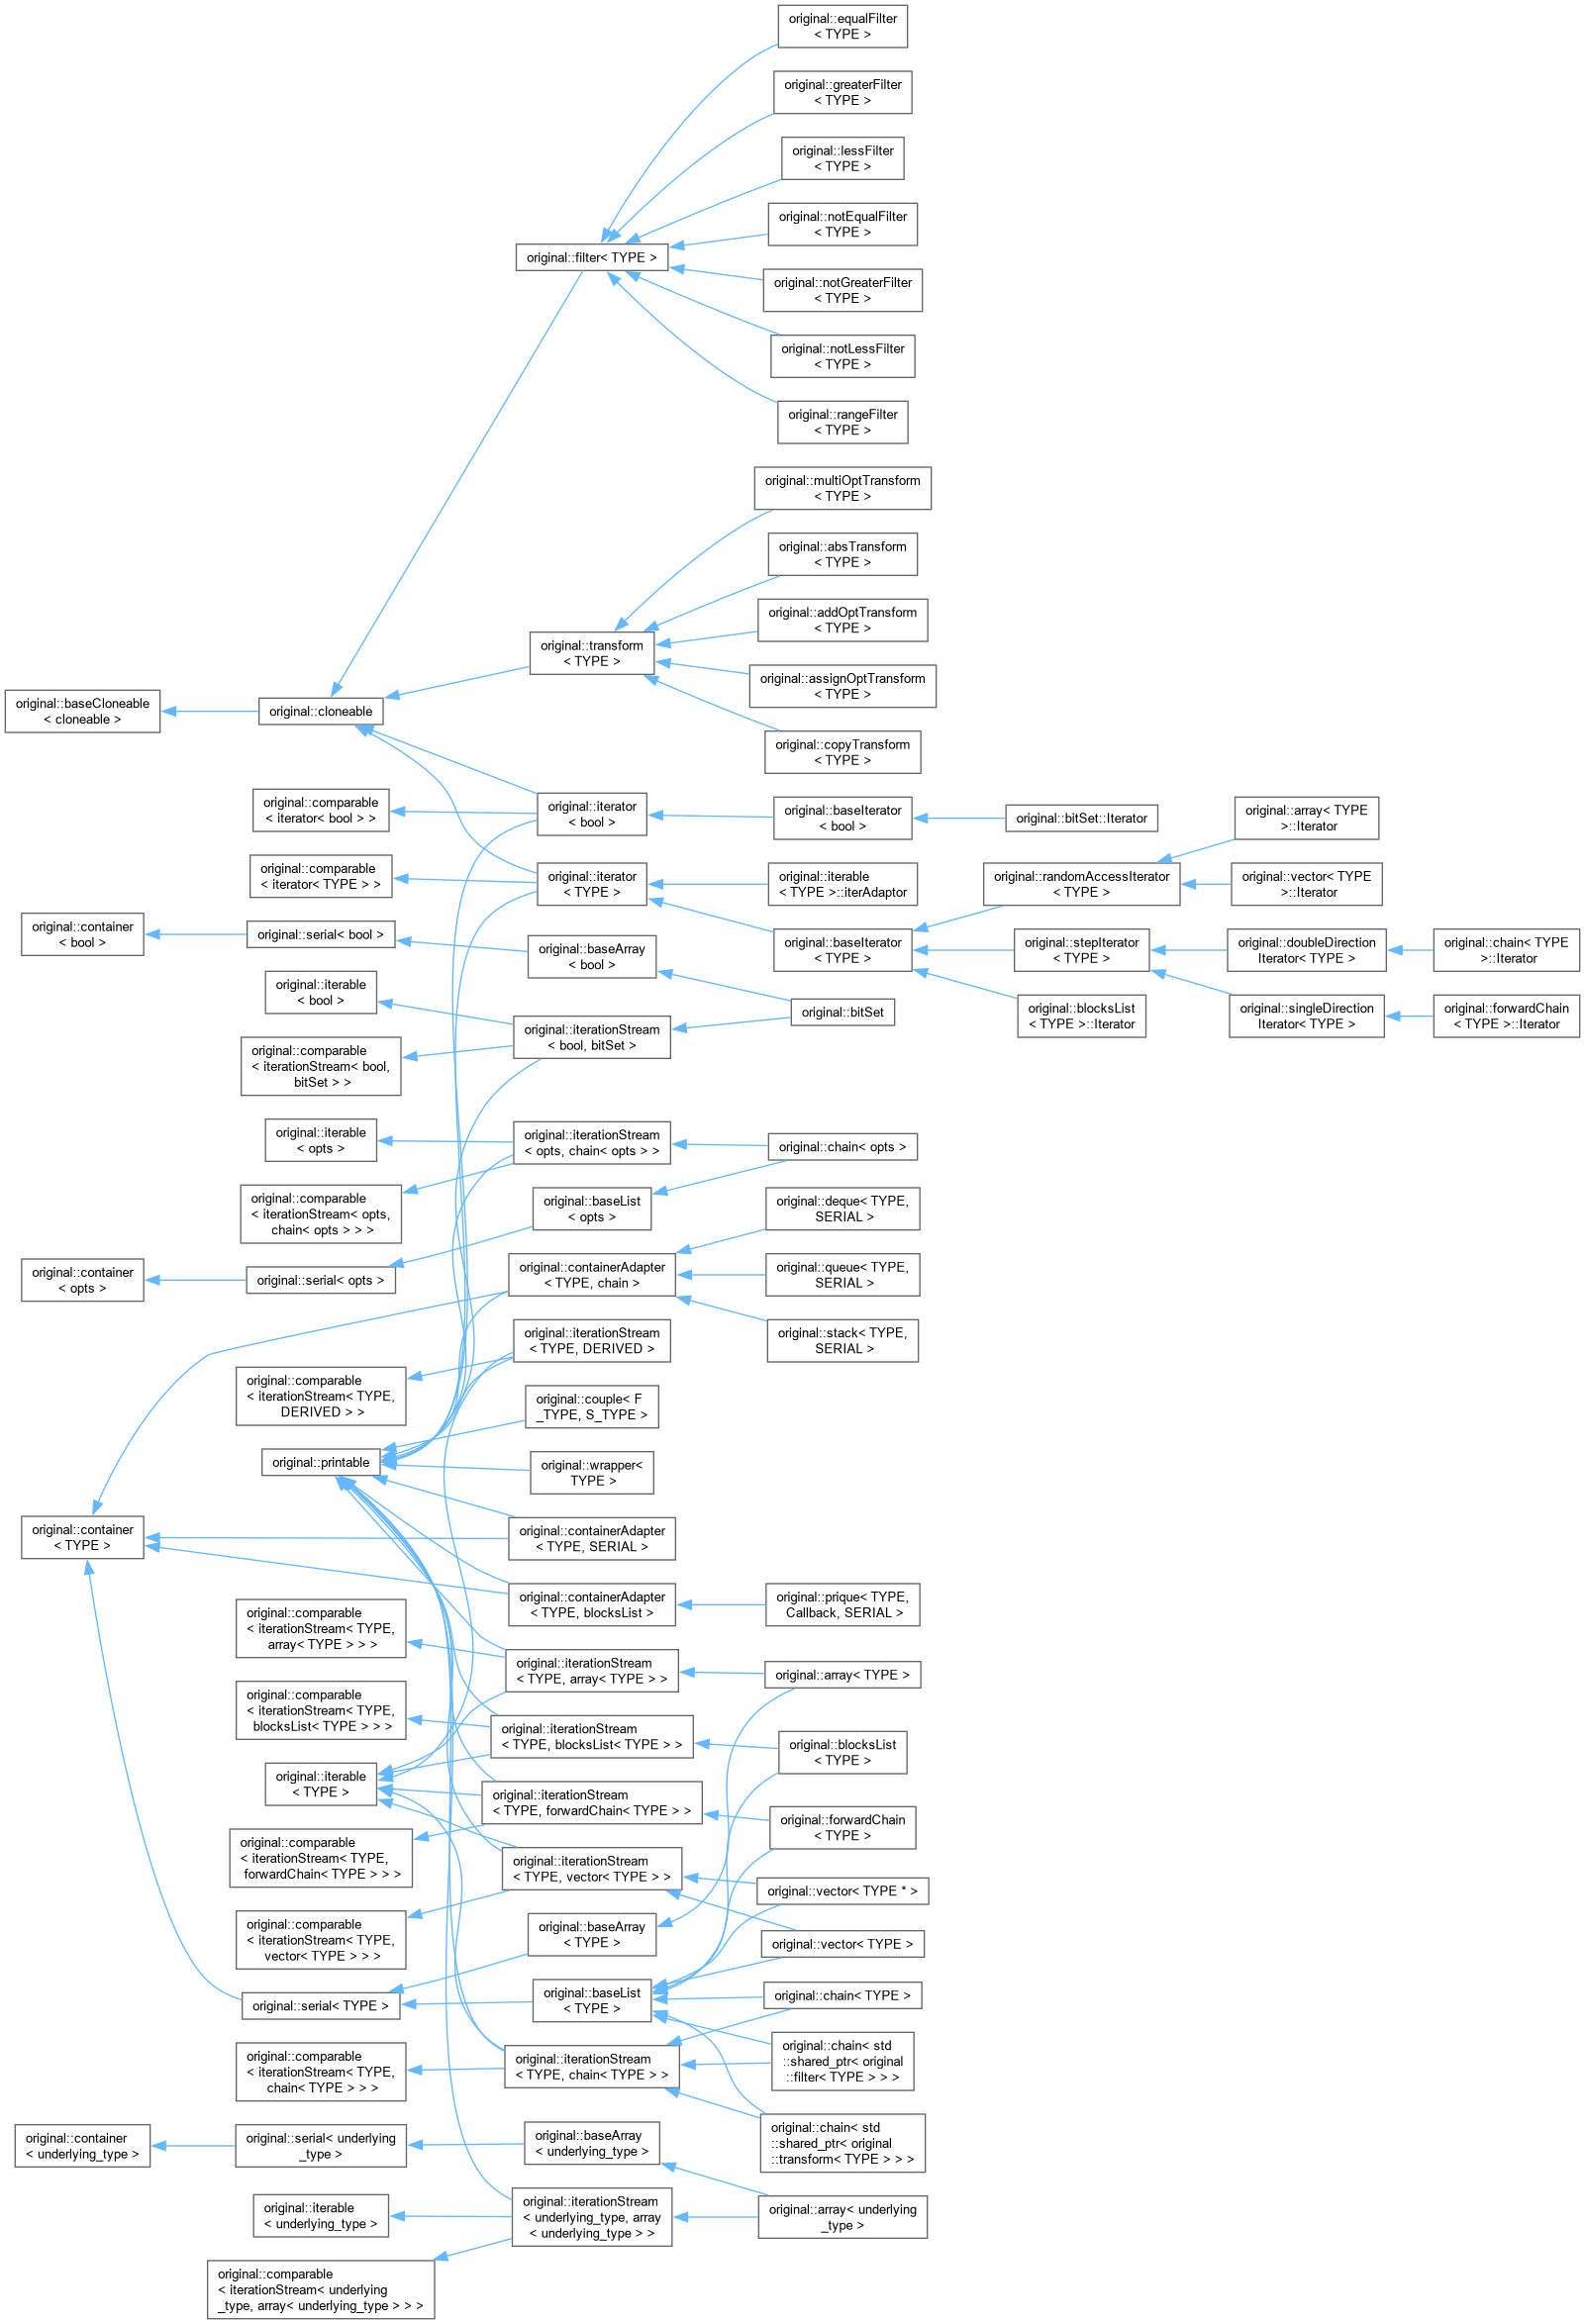 original::equalFilter
< TYPE >
original::greaterFilter
< TYPE >
original::lessFilter
< TYPE >
original::notEqualFilter
< TYPE >
original::filter< TYPE >
original::notGreaterFilter
< TYPE >
original::notLessFilter
< TYPE >
original::rangeFilter
< TYPE >
original::multiOptTransform
< TYPE >
original::absTransform
< TYPE >
original::addOptTransform
< TYPE >
original::transform
< TYPE >
original::assignOptTransform
< TYPE >
original::baseCloneable
< cloneable >
original::cloneable
original::copyTransform
< TYPE >
original::comparable
< iterator< bool > >
original::iterator
< bool >
original::baseIterator
< bool >
original::bitSet::Iterator
original::array< TYPE
>::Iterator
original::comparable
< iterator< TYPE > >
original::iterator
< TYPE >
original::iterable
< TYPE >::iterAdaptor
original::randomAccessIterator
< TYPE >
original::vector< TYPE
>::Iterator
original::container
< bool >
original::serial< bool >
original::baseArray
< bool >
original::baseIterator
< TYPE >
original::stepIterator
< TYPE >
original::doubleDirection
Iterator< TYPE >
original::chain< TYPE
>::Iterator
original::iterable
< bool >
original::iterationStream
< bool, bitSet >
original::bitSet
original::blocksList
< TYPE >::Iterator
original::singleDirection
Iterator< TYPE >
original::forwardChain
< TYPE >::Iterator
original::comparable
< iterationStream< bool,
bitSet > >
original::iterable
< opts >
original::iterationStream
< opts, chain< opts > >
original::chain< opts >
original::comparable
< iterationStream< opts,
chain< opts > > >
original::baseList
< opts >
original::deque< TYPE,
SERIAL >
original::container
< opts >
original::serial< opts >
original::containerAdapter
< TYPE, chain >
original::queue< TYPE,
SERIAL >
original::iterationStream
< TYPE, DERIVED >
original::stack< TYPE,
SERIAL >
original::comparable
< iterationStream< TYPE,
DERIVED > >
original::couple< F
_TYPE, S_TYPE >
original::printable
original::wrapper<
TYPE >
original::container
< TYPE >
original::containerAdapter
< TYPE, SERIAL >
original::containerAdapter
< TYPE, blocksList >
original::prique< TYPE,
Callback, SERIAL >
original::comparable
< iterationStream< TYPE,
array< TYPE > > >
original::iterationStream
< TYPE, array< TYPE > >
original::array< TYPE >
original::comparable
< iterationStream< TYPE,
blocksList< TYPE > > >
original::iterationStream
< TYPE, blocksList< TYPE > >
original::blocksList
< TYPE >
original::iterable
< TYPE >
original::iterationStream
< TYPE, forwardChain< TYPE > >
original::forwardChain
< TYPE >
original::comparable
< iterationStream< TYPE,
forwardChain< TYPE > > >
original::iterationStream
< TYPE, vector< TYPE > >
original::vector< TYPE * >
original::comparable
< iterationStream< TYPE,
vector< TYPE > > >
original::baseArray
< TYPE >
original::vector< TYPE >
original::serial< TYPE >
original::baseList
< TYPE >
original::chain< TYPE >
original::comparable
< iterationStream< TYPE,
chain< TYPE > > >
original::iterationStream
< TYPE, chain< TYPE > >
original::chain< std
::shared_ptr< original
::filter< TYPE > > >
original::container
< underlying_type >
original::serial< underlying
_type >
original::baseArray
< underlying_type >
original::chain< std
::shared_ptr< original
::transform< TYPE > > >
original::iterable
< underlying_type >
original::iterationStream
< underlying_type, array
< underlying_type > >
original::array< underlying
_type >
original::comparable
< iterationStream< underlying
_type, array< underlying_type > > >